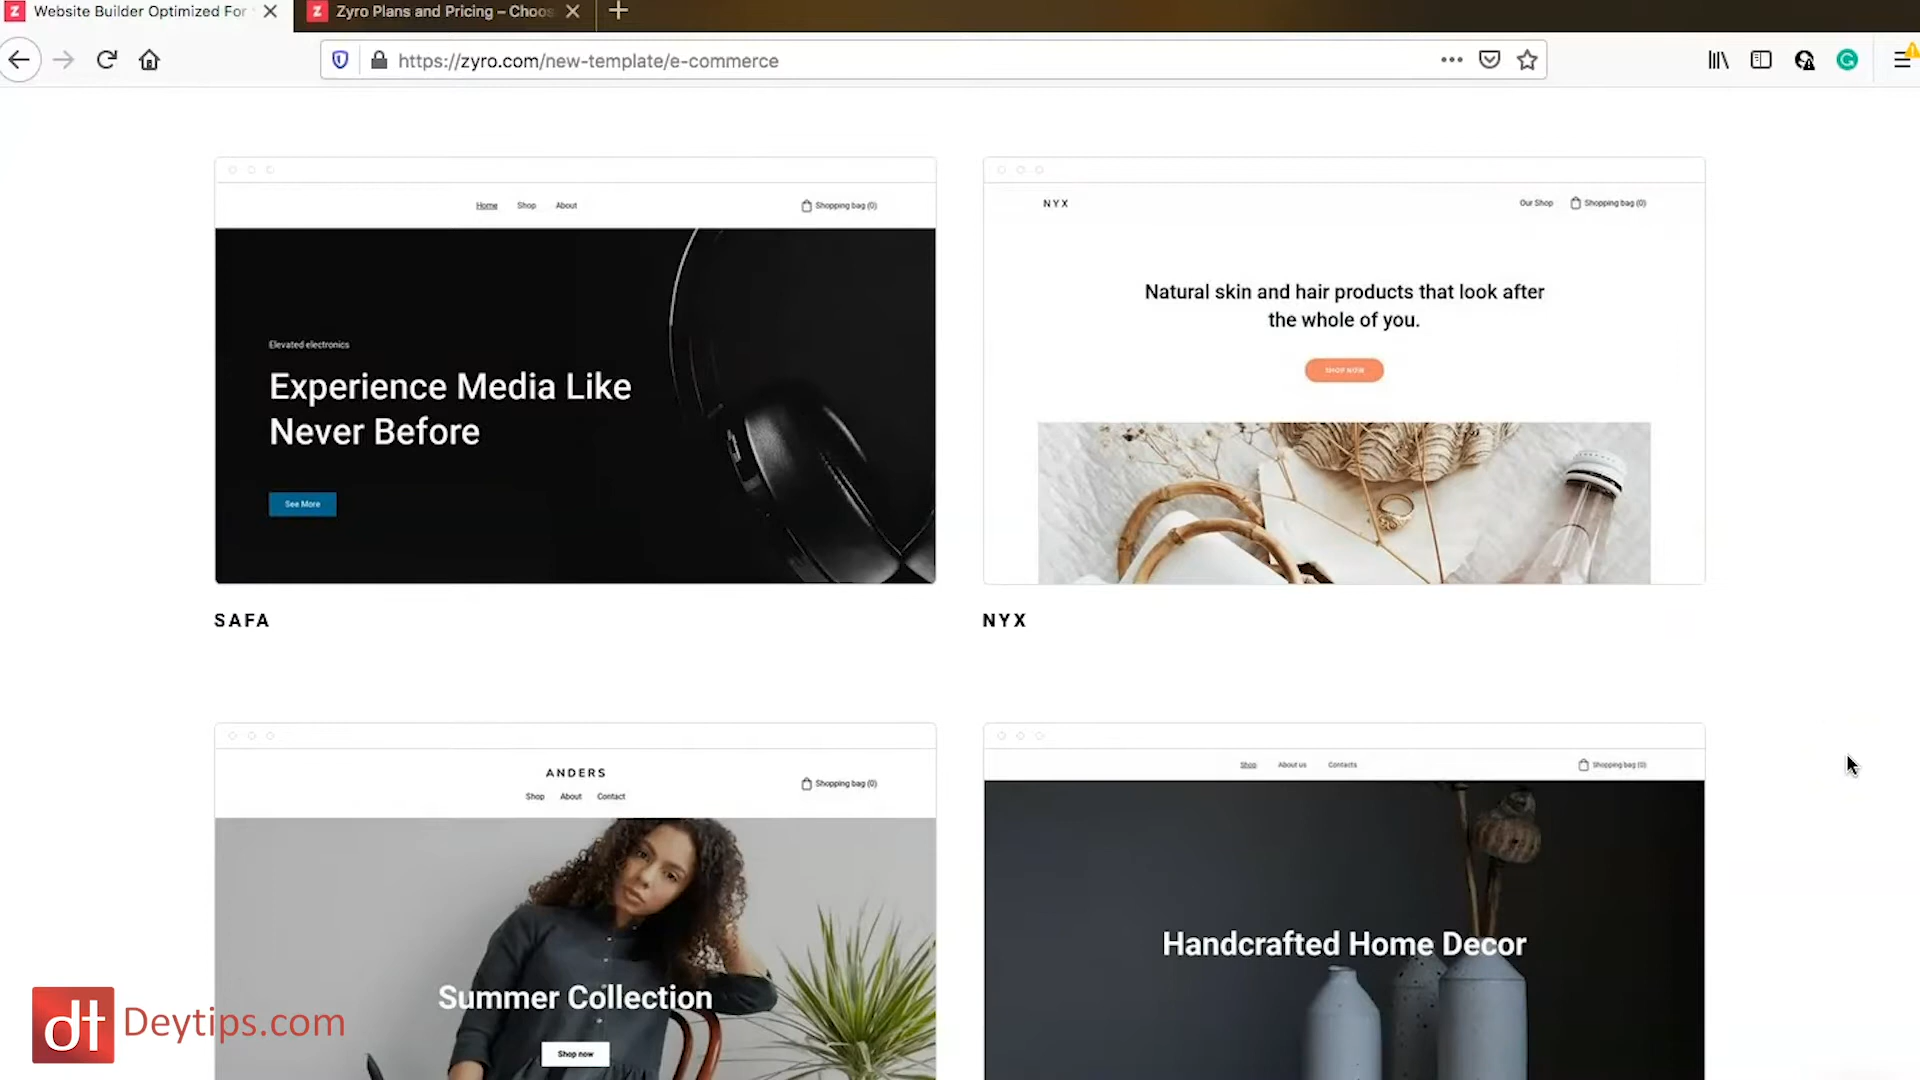 Website Builder Optimized For
Zyro Plans and Pricing – Choos
https://zyro.com/new-template/e-commerce
Home Shop About Shopping bag (0)
Elevated electronics
Experience Media Like
Never Before
See More
SAFA
NYX Our Shop Shopping bag (0)
Natural skin and hair products that look after
the whole of you.
SHOP NOW
NYX
ANDERS
Shop About Contact Shopping bag (0)
Summer Collection
Shop now
Shop About us Contacts Shopping bag (0)
Handcrafted Home Decor
dt Deytips.com